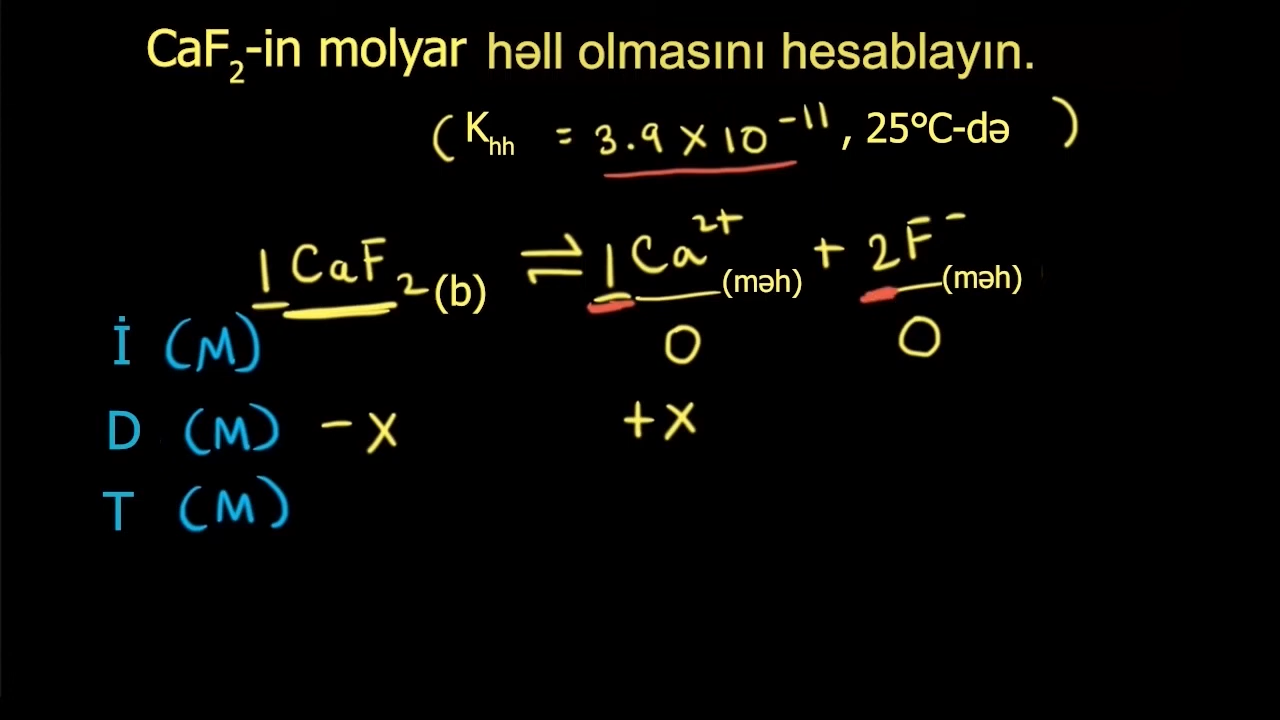 CaF₂-in molyar həll olmasını hesablayın.
(K_hh = 3.9 × 10⁻¹¹, 25°C-də)
1CaF₂(b) ⇌ 1Ca²⁺(məh) + 2F⁻(məh)
İ (M) 0 0
D (M) -x +x
T (M)